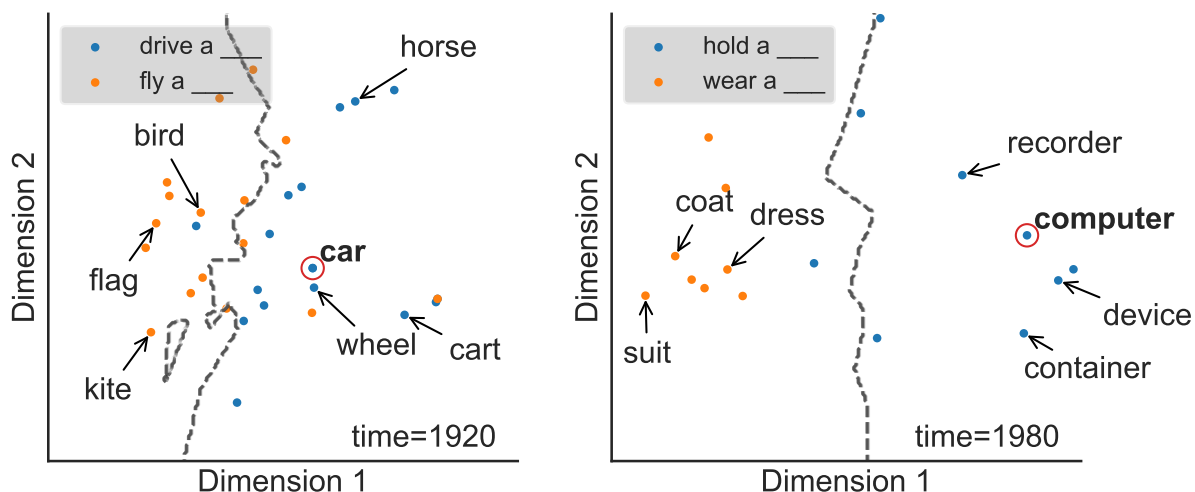 drive a ___
fly a ___
horse
bird
flag
car
wheel
cart
kite
time=1920
Dimension 1
Dimension 2
hold a ___
wear a ___
recorder
coat
dress
computer
device
suit
container
time=1980
Dimension 1
Dimension 2